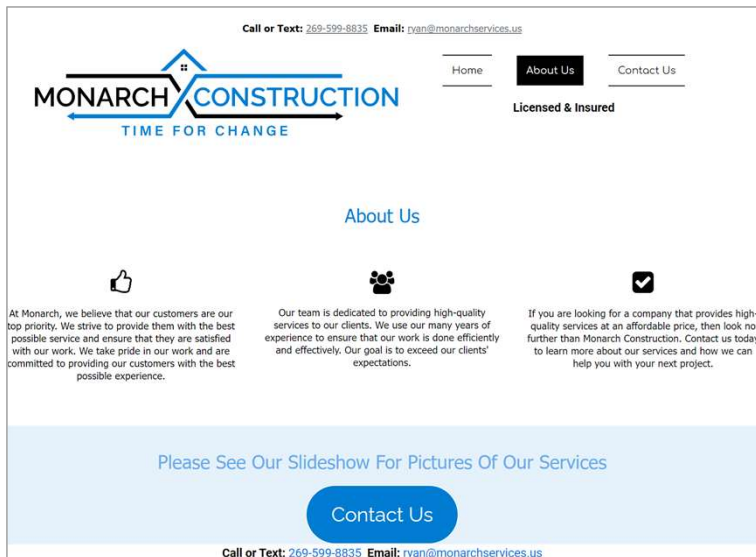 Call or Text: 269-599-8835 Email: ryan@monarchservices.us
MONARCH CONSTRUCTION
TIME FOR CHANGE
Home
About Us
Contact Us
Licensed & Insured
About Us
At Monarch, we believe that our customers are our
top priority. We strive to provide them with the best
possible service and ensure that they are satisfied
with our work. We take pride in our work and are
committed to providing our customers with the best
possible experience.
Our team is dedicated to providing high-quality
services to our clients. We use our many years of
experience to ensure that our work is done efficiently
and effectively. Our goal is to exceed our clients'
expectations.
If you are looking for a company that provides high-
quality services at an affordable price, then look no
further than Monarch Construction. Contact us today
to learn more about our services and how we can
help you with your next project.
Please See Our Slideshow For Pictures Of Our Services
Contact Us
Call or Text: 269-599-8835 Email: ryan@monarchservices.us